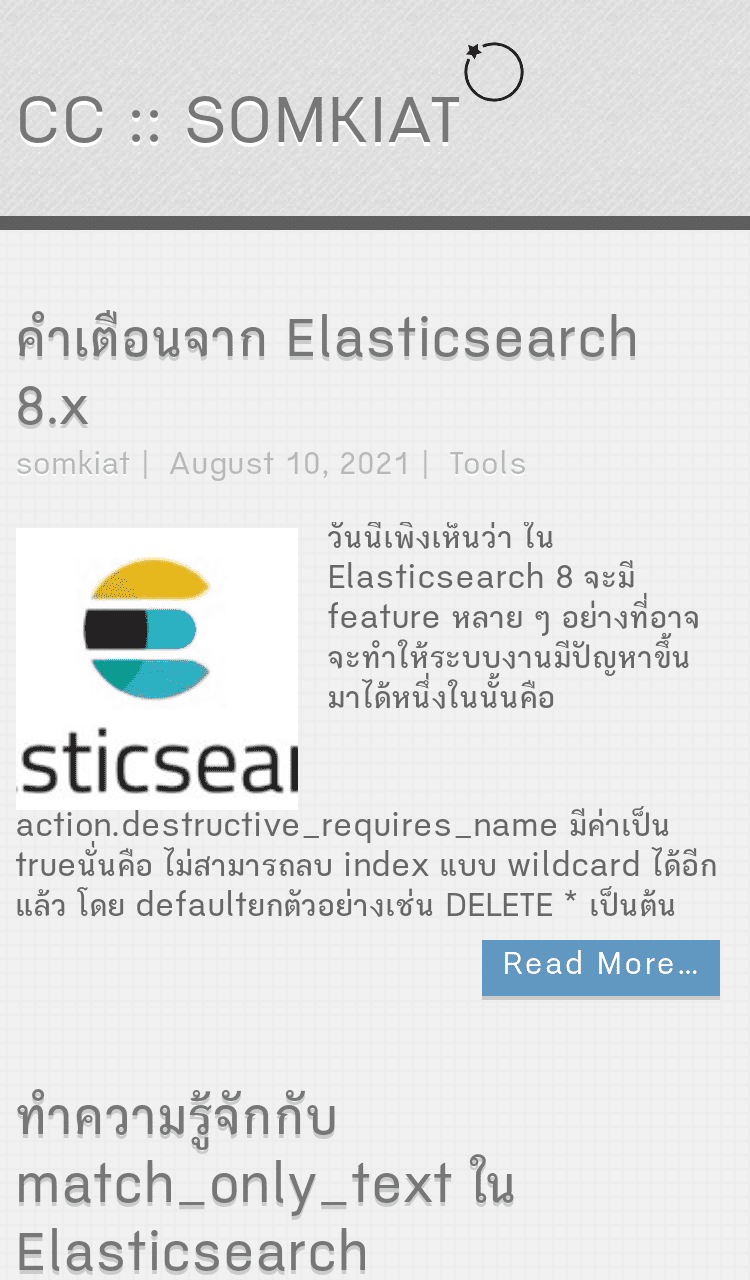 CC :: SOMKIAT
คำเตือนจาก Elasticsearch
8.x
somkiat | August 10, 2021 | Tools
วันนี้เพิ่งเห็นว่า ใน
Elasticsearch 8 จะมี
feature หลาย ๆ อย่างที่อาจ
จะทำให้ระบบงานมีปัญหาขึ้น
มาได้หนึ่งในนั้นคือ
sticsear
action.destructive_requires_name มีค่าเป็น
trueนั่นคือ ไม่สามารถลบ index แบบ wildcard ได้อีก
แล้ว โดย defaultยกตัวอย่างเช่น DELETE * เป็นต้น
Read More…
ทำความรู้จักกับ
match_only_text ใน
Elasticsearch